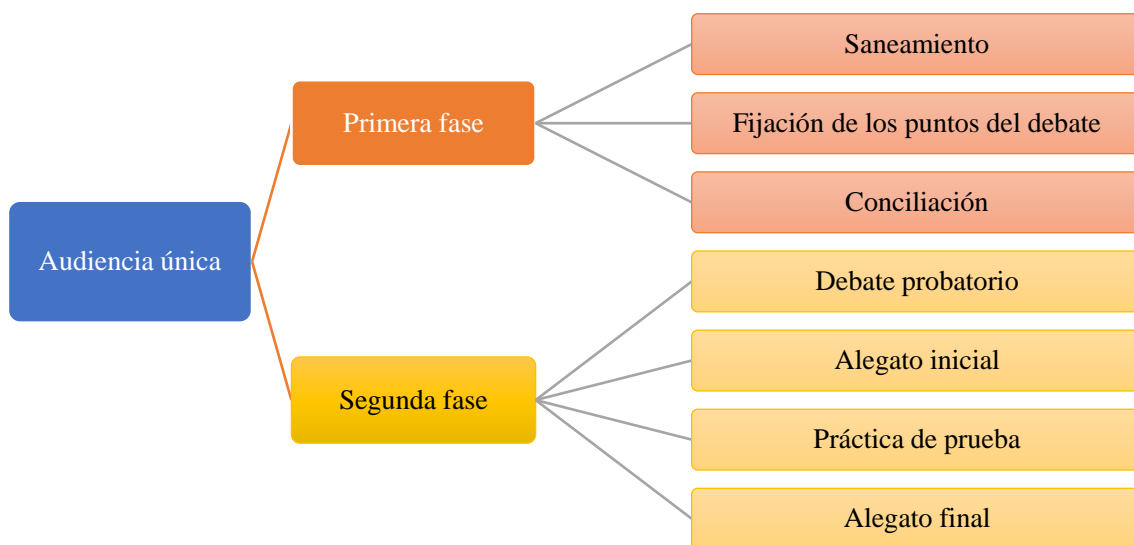 Audiencia única
Primera fase
Saneamiento
Fijación de los puntos del debate
Conciliación
Segunda fase
Debate probatorio
Alegato inicial
Práctica de prueba
Alegato final